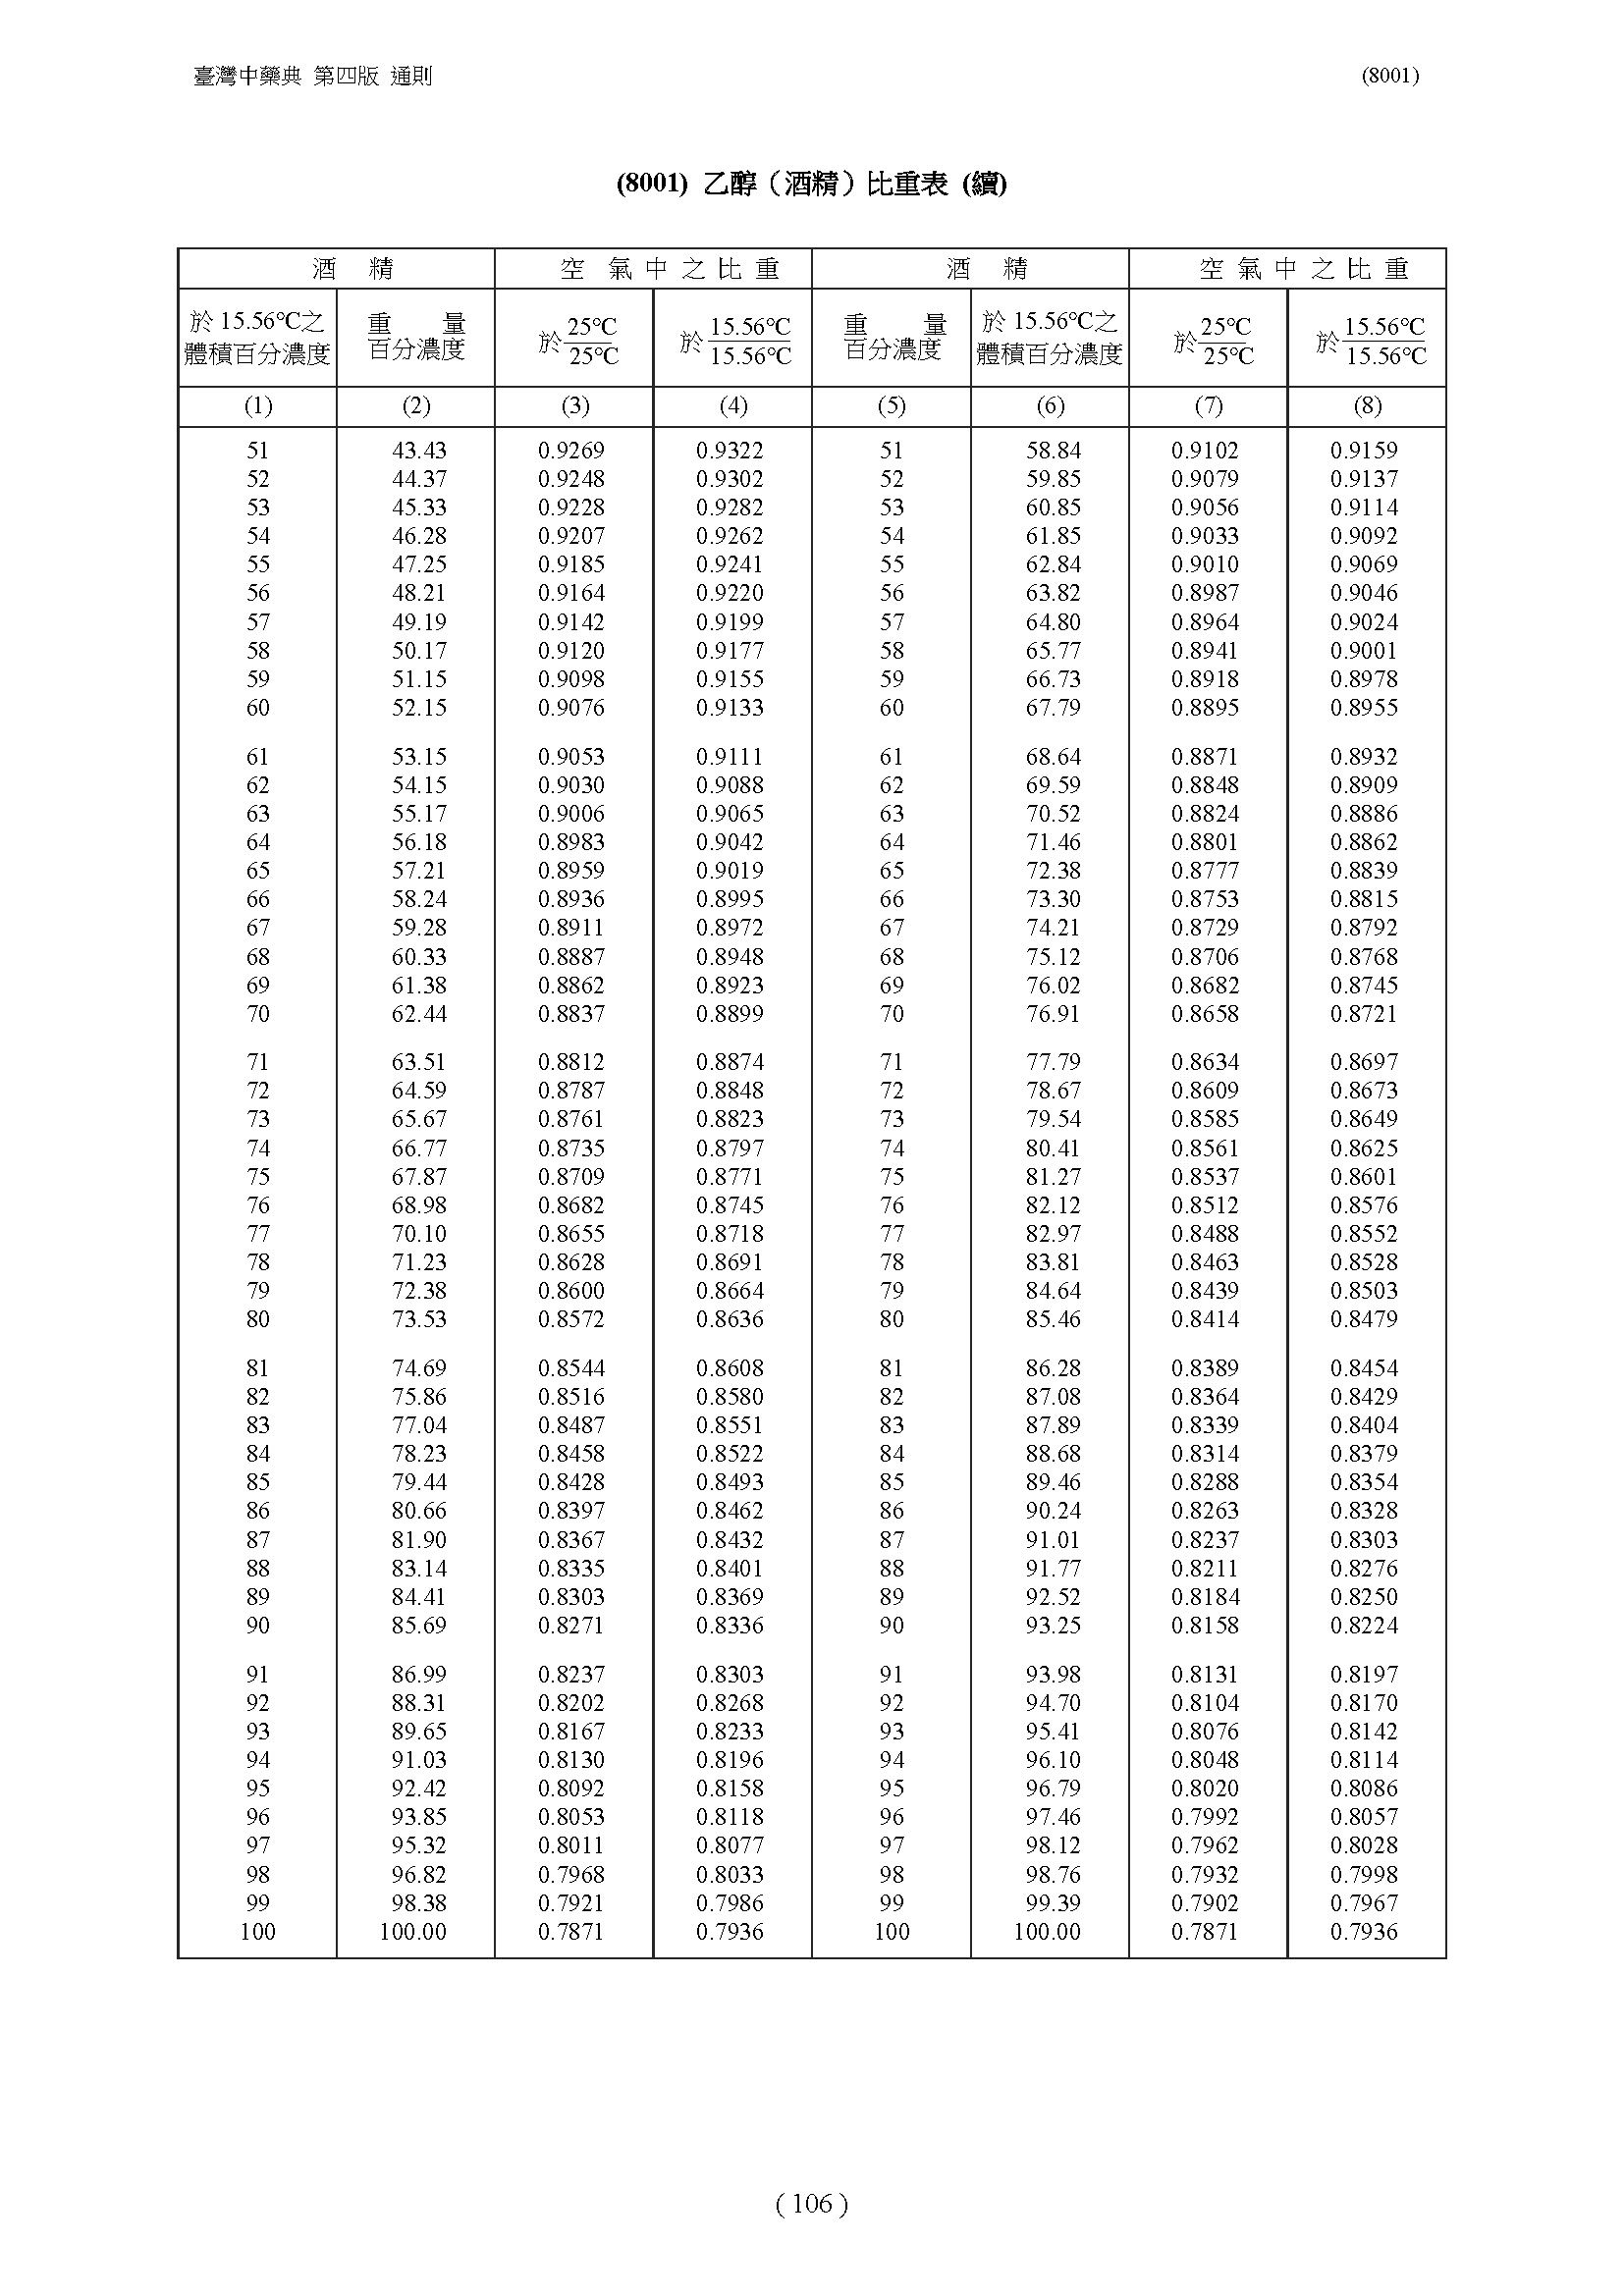 臺灣中藥典 第四版 通則 (8001)
(8001) 乙醇（酒精）比重表 (續)
酒 精 空 氣 中 之 比 重 酒 精 空 氣 中 之 比 重
於 15.56℃之體積百分濃度 重量百分濃度 於 25℃/25℃ 於 15.56℃/15.56℃ 重量百分濃度 於 15.56℃之體積百分濃度 於 25℃/25℃ 於 15.56℃/15.56℃
(1) (2) (3) (4) (5) (6) (7) (8)
51 43.43 0.9269 0.9322 51 58.84 0.9102 0.9159
52 44.37 0.9248 0.9302 52 59.85 0.9079 0.9137
53 45.33 0.9228 0.9282 53 60.85 0.9056 0.9114
54 46.28 0.9207 0.9262 54 61.85 0.9033 0.9092
55 47.25 0.9185 0.9241 55 62.84 0.9010 0.9069
56 48.21 0.9164 0.9220 56 63.82 0.8987 0.9046
57 49.19 0.9142 0.9199 57 64.80 0.8964 0.9024
58 50.17 0.9120 0.9177 58 65.77 0.8941 0.9001
59 51.15 0.9098 0.9155 59 66.73 0.8918 0.8978
60 52.15 0.9076 0.9133 60 67.79 0.8895 0.8955
61 53.15 0.9053 0.9111 61 68.64 0.8871 0.8932
62 54.15 0.9030 0.9088 62 69.59 0.8848 0.8909
63 55.17 0.9006 0.9065 63 70.52 0.8824 0.8886
64 56.18 0.8983 0.9042 64 71.46 0.8801 0.8862
65 57.21 0.8959 0.9019 65 72.38 0.8777 0.8839
66 58.24 0.8936 0.8995 66 73.30 0.8753 0.8815
67 59.28 0.8911 0.8972 67 74.21 0.8729 0.8792
68 60.33 0.8887 0.8948 68 75.12 0.8706 0.8768
69 61.38 0.8862 0.8923 69 76.02 0.8682 0.8745
70 62.44 0.8837 0.8899 70 76.91 0.8658 0.8721
71 63.51 0.8812 0.8874 71 77.79 0.8634 0.8697
72 64.59 0.8787 0.8848 72 78.67 0.8609 0.8673
73 65.67 0.8761 0.8823 73 79.54 0.8585 0.8649
74 66.77 0.8735 0.8797 74 80.41 0.8561 0.8625
75 67.87 0.8709 0.8771 75 81.27 0.8537 0.8601
76 68.98 0.8682 0.8745 76 82.12 0.8512 0.8576
77 70.10 0.8655 0.8718 77 82.97 0.8488 0.8552
78 71.23 0.8628 0.8691 78 83.81 0.8463 0.8528
79 72.38 0.8600 0.8664 79 84.64 0.8439 0.8503
80 73.53 0.8572 0.8636 80 85.46 0.8414 0.8479
81 74.69 0.8544 0.8608 81 86.28 0.8389 0.8454
82 75.86 0.8516 0.8580 82 87.08 0.8364 0.8429
83 77.04 0.8487 0.8551 83 87.89 0.8339 0.8404
84 78.23 0.8458 0.8522 84 88.68 0.8314 0.8379
85 79.44 0.8428 0.8493 85 89.46 0.8288 0.8354
86 80.66 0.8397 0.8462 86 90.24 0.8263 0.8328
87 81.90 0.8367 0.8432 87 91.01 0.8237 0.8303
88 83.14 0.8335 0.8401 88 91.77 0.8211 0.8276
89 84.41 0.8303 0.8369 89 92.52 0.8184 0.8250
90 85.69 0.8271 0.8336 90 93.25 0.8158 0.8224
91 86.99 0.8237 0.8303 91 93.98 0.8131 0.8197
92 88.31 0.8202 0.8268 92 94.70 0.8104 0.8170
93 89.65 0.8167 0.8233 93 95.41 0.8076 0.8142
94 91.03 0.8130 0.8196 94 96.10 0.8048 0.8114
95 92.42 0.8092 0.8158 95 96.79 0.8020 0.8086
96 93.85 0.8053 0.8118 96 97.46 0.7992 0.8057
97 95.32 0.8011 0.8077 97 98.12 0.7962 0.8028
98 96.82 0.7968 0.8033 98 98.76 0.7932 0.7998
99 98.38 0.7921 0.7986 99 99.39 0.7902 0.7967
100 100.00 0.7871 0.7936 100 100.00 0.7871 0.7936
( 106 )